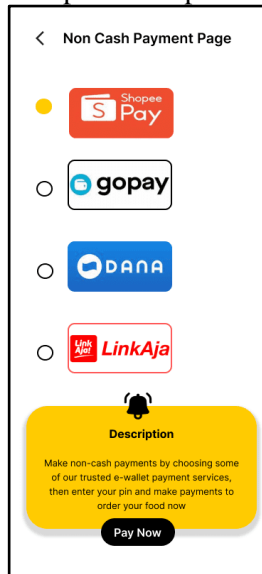 Non Cash Payment Page
Shopee
S Pay
gopay
DANA
Link
Aja! LinkAja
Description
Make non-cash payments by choosing some
of our trusted e-wallet payment services,
then enter your pin and make payments to
order your food now
Pay Now